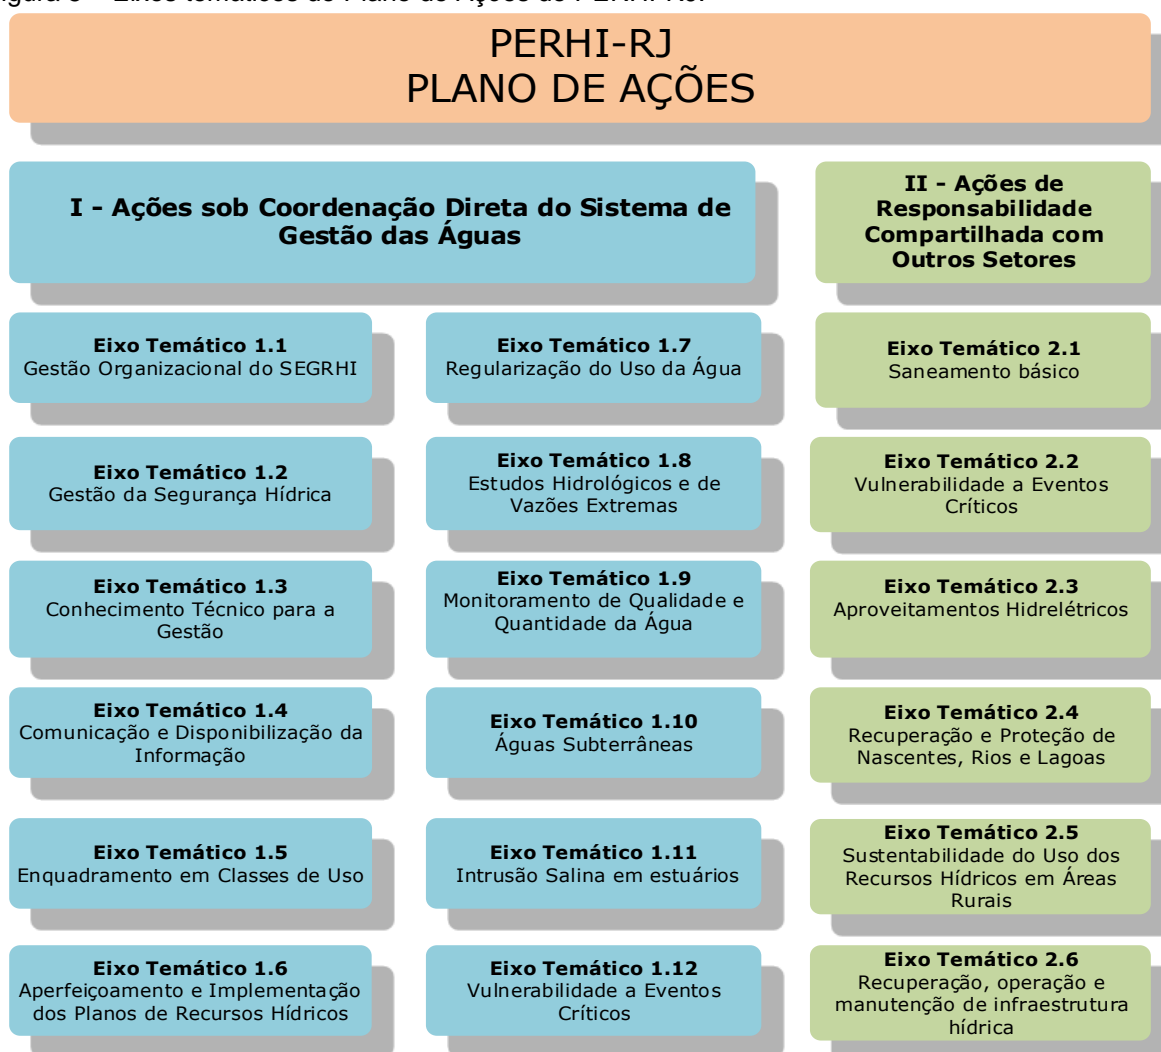 PERHI-RJ
PLANO DE AÇÕES
I - Ações sob Coordenação Direta do Sistema de
Gestão das Águas
II - Ações de
Responsabilidade
Compartilhada com
Outros Setores
Eixo Temático 1.1
Gestão Organizacional do SEGRHI
Eixo Temático 1.7
Regularização do Uso da Água
Eixo Temático 2.1
Saneamento básico
Eixo Temático 1.2
Gestão da Segurança Hídrica
Eixo Temático 1.8
Estudos Hidrológicos e de
Vazões Extremas
Eixo Temático 2.2
Vulnerabilidade a Eventos
Críticos
Eixo Temático 1.3
Conhecimento Técnico para a
Gestão
Eixo Temático 1.9
Monitoramento de Qualidade e
Quantidade da Água
Eixo Temático 2.3
Aproveitamentos Hidrelétricos
Eixo Temático 1.4
Comunicação e Disponibilização da
Informação
Eixo Temático 1.10
Águas Subterrâneas
Eixo Temático 2.4
Recuperação e Proteção de
Nascentes, Rios e Lagoas
Eixo Temático 1.5
Enquadramento em Classes de Uso
Eixo Temático 1.11
Intrusão Salina em estuários
Eixo Temático 2.5
Sustentabilidade do Uso dos
Recursos Hídricos em Áreas
Rurais
Eixo Temático 1.6
Aperfeiçoamento e Implementação
dos Planos de Recursos Hídricos
Eixo Temático 1.12
Vulnerabilidade a Eventos
Críticos
Eixo Temático 2.6
Recuperação, operação e
manutenção de infraestrutura
hídrica